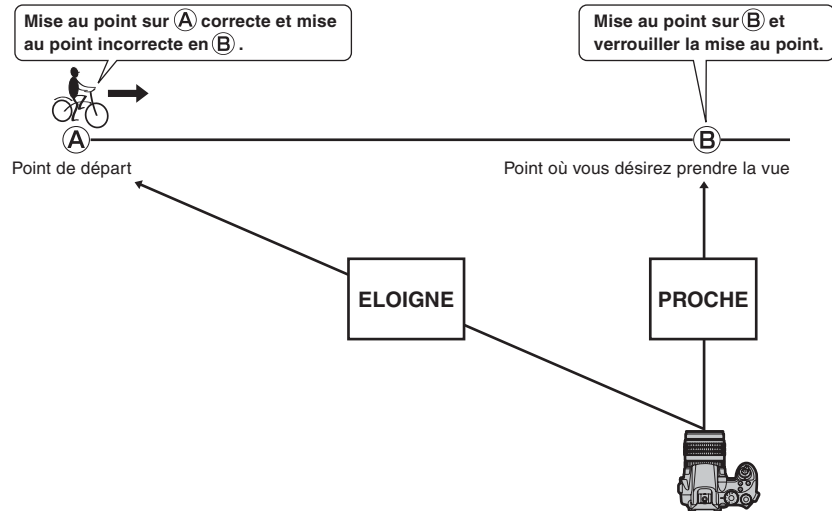 Mise au point sur Ⓐ correcte et mise
au point incorrecte en Ⓑ .
Mise au point sur Ⓑ et
verrouiller la mise au point.
Ⓐ
Ⓑ
Point de départ
Point où vous désirez prendre la vue
ELOIGNE
PROCHE